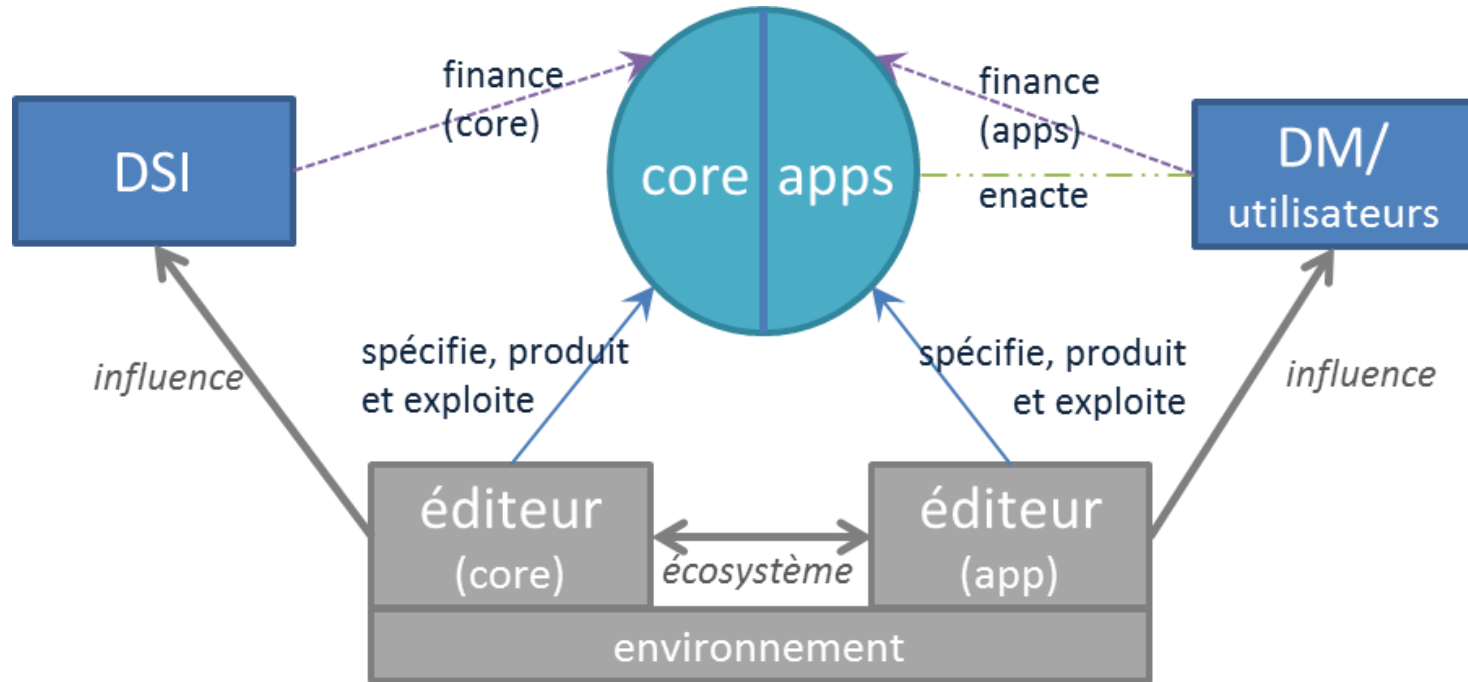 finance
(core)
finance
(apps)
DSI
core
apps
DM/
utilisateurs
enacte
influence
spécifie, produit
et exploite
spécifie, produit
et exploite
influence
éditeur
(core)
écosystème
éditeur
(app)
environnement